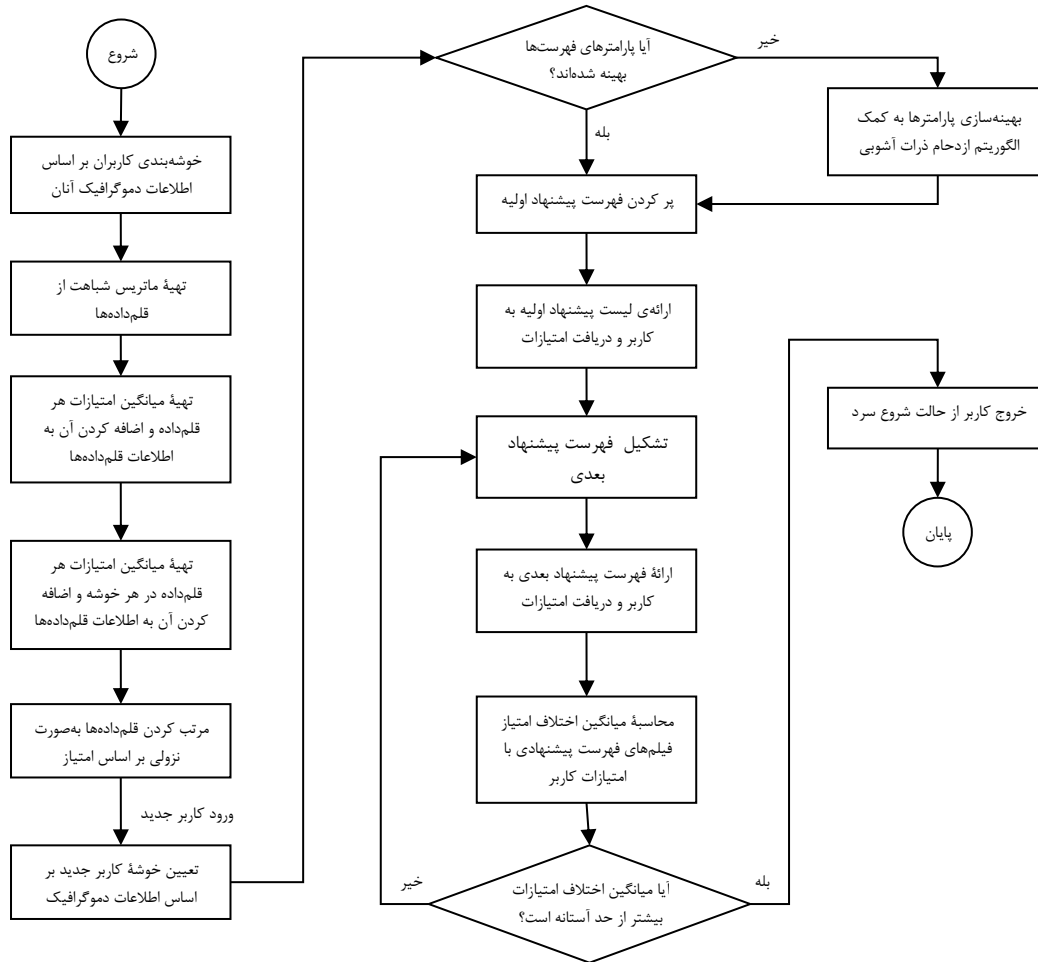 شروع
خوشه‌بندی کاربران بر اساس
اطلاعات دموگرافیک آنان
تهیۀ ماتریس شباهت از
قلم‌داده‌ها
تهیۀ میانگین امتیازات هر
قلم‌داده و اضافه کردن آن به
اطلاعات قلم‌داده‌ها
تهیۀ میانگین امتیازات هر
قلم‌داده در هر خوشه و اضافه
کردن آن به اطلاعات قلم‌داده‌ها
مرتب کردن قلم‌داده‌ها به‌صورت
نزولی بر اساس امتیاز
ورود کاربر جدید
تعیین خوشۀ کاربر جدید بر
اساس اطلاعات دموگرافیک
آیا پارامترهای فهرست‌ها
بهینه شده‌اند؟
خیر
بله
بهینه‌سازی پارامترها به کمک
الگوریتم ازدحام ذرات آشوبی
پر کردن فهرست پیشنهاد اولیه
ارائه‌ی لیست پیشنهاد اولیه به
کاربر و دریافت امتیازات
تشکیل فهرست پیشنهاد
بعدی
ارائۀ فهرست پیشنهاد بعدی به
کاربر و دریافت امتیازات
محاسبۀ میانگین اختلاف امتیاز
فیلم‌های فهرست پیشنهادی با
امتیازات کاربر
آیا میانگین اختلاف امتیازات
بیشتر از حد آستانه است؟
خیر
بله
خروج کاربر از حالت شروع سرد
پایان